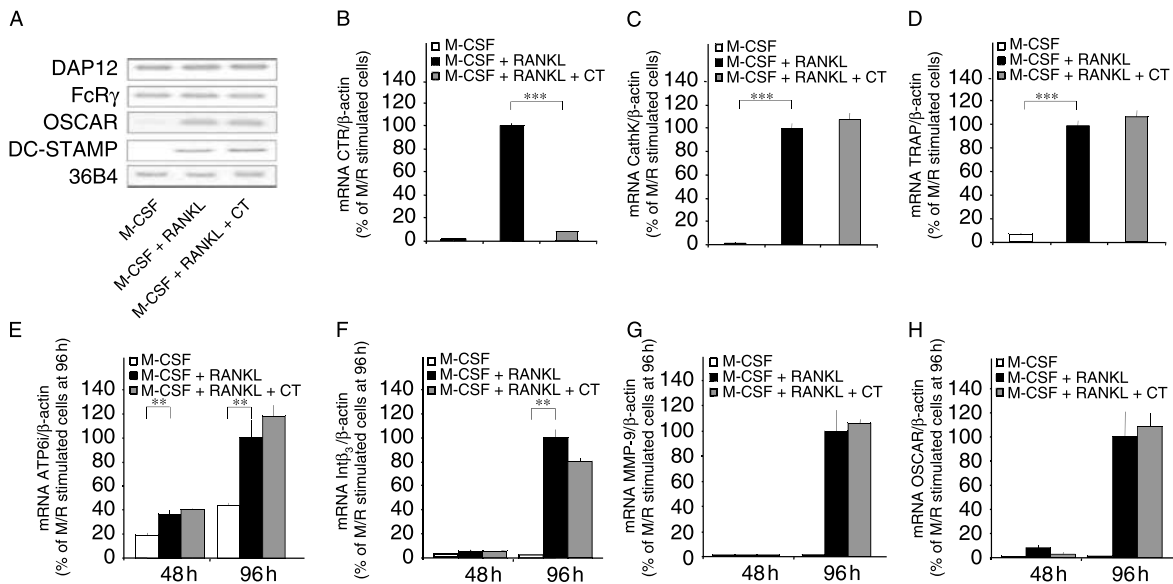 A
DAP12
FcRγ
OSCAR
DC-STAMP
36B4
M-CSF
M-CSF + RANKL
M-CSF + RANKL + CT
B
M-CSF
M-CSF + RANKL
M-CSF + RANKL + CT
mRNA CTR/β-actin
(% of M/R stimulated cells)
140
120
100
80
60
40
20
0
***
C
M-CSF
M-CSF + RANKL
M-CSF + RANKL + CT
mRNA CathK/β-actin
(% of M/R stimulated cells)
140
120
100
80
60
40
20
0
***
D
M-CSF
M-CSF + RANKL
M-CSF + RANKL + CT
mRNA TRAP/β-actin
(% of M/R stimulated cells)
140
120
100
80
60
40
20
0
***
E
M-CSF
M-CSF + RANKL
M-CSF + RANKL + CT
mRNA ATP6i/β-actin
(% of M/R stimulated cells at 96 h)
140
120
100
80
60
40
20
0
**
**
48 h
96 h
F
M-CSF
M-CSF + RANKL
M-CSF + RANKL + CT
mRNA Intβ3/β-actin
(% of M/R stimulated cells at 96 h)
140
120
100
80
60
40
20
0
**
48 h
96 h
G
M-CSF
M-CSF + RANKL
M-CSF + RANKL + CT
mRNA MMP-9/β-actin
(% of M/R stimulated cells at 96 h)
140
120
100
80
60
40
20
0
48 h
96 h
H
M-CSF
M-CSF + RANKL
M-CSF + RANKL + CT
mRNA OSCAR/β-actin
(% of M/R stimulated cells at 96 h)
140
120
100
80
60
40
20
0
48 h
96 h